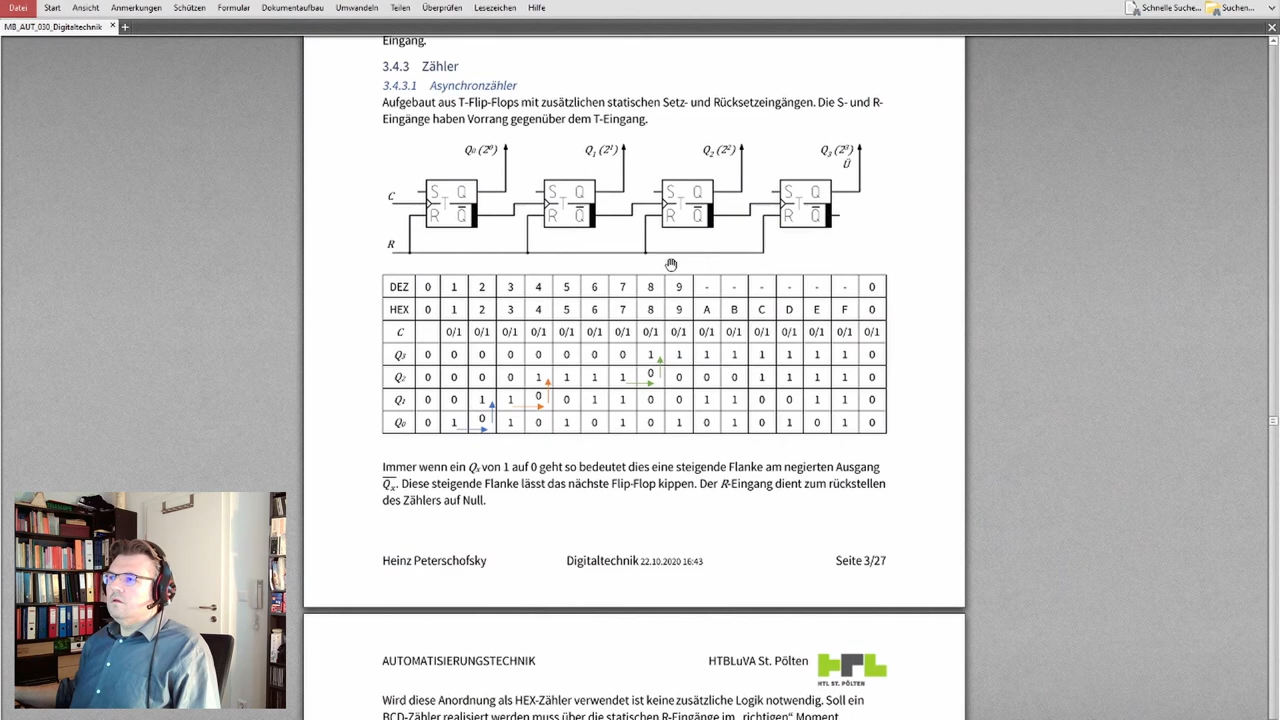 Datei Start Ansicht Anmerkungen Schützen Formular Dokumentaufbau Umwandeln Teilen Überprüfen Lesezeichen Hilfe Schnelle Suche... Suchen...
MB_AUT_030_Digitaltechnik
Eingang.
3.4.3 Zähler
3.4.3.1 Asynchronzähler
Aufgebaut aus T-Flip-Flops mit zusätzlichen statischen Setz- und Rücksetzeingängen. Die S- und R-
Eingänge haben Vorrang gegenüber dem T-Eingang.
Q₀ (2⁰) Q₁ (2¹) Q₂ (2²) Q₃ (2³)
Ü
S Q S Q S Q S Q
C T T T T
R Q̅ R Q̅ R Q̅ R Q̅
R
DEZ 0 1 2 3 4 5 6 7 8 9 - - - - - - 0
HEX 0 1 2 3 4 5 6 7 8 9 A B C D E F 0
C 0/1 0/1 0/1 0/1 0/1 0/1 0/1 0/1 0/1 0/1 0/1 0/1 0/1 0/1 0/1 0/1
Q₃ 0 0 0 0 0 0 0 0 1 1 1 1 1 1 1 1 0
Q₂ 0 0 0 0 1 1 1 1 0 0 0 0 1 1 1 1 0
Q₁ 0 0 1 1 0 0 1 1 0 0 1 1 0 0 1 1 0
Q₀ 0 1 0 1 0 1 0 1 0 1 0 1 0 1 0 1 0
Immer wenn ein Qₓ von 1 auf 0 geht so bedeutet dies eine steigende Flanke am negierten Ausgang
Q̅ₓ. Diese steigende Flanke lässt das nächste Flip-Flop kippen. Der R-Eingang dient zum rückstellen
des Zählers auf Null.
Heinz Peterschofsky Digitaltechnik 22.10.2020 16:43 Seite 3/27
AUTOMATISIERUNGSTECHNIK HTBLuVA St. Pölten
HTL ST. PÖLTEN
Wird diese Anordnung als HEX-Zähler verwendet ist keine zusätzliche Logik notwendig. Soll ein
BCD-Zähler realisiert werden muss über die statischen R-Eingänge im „richtigen" Moment